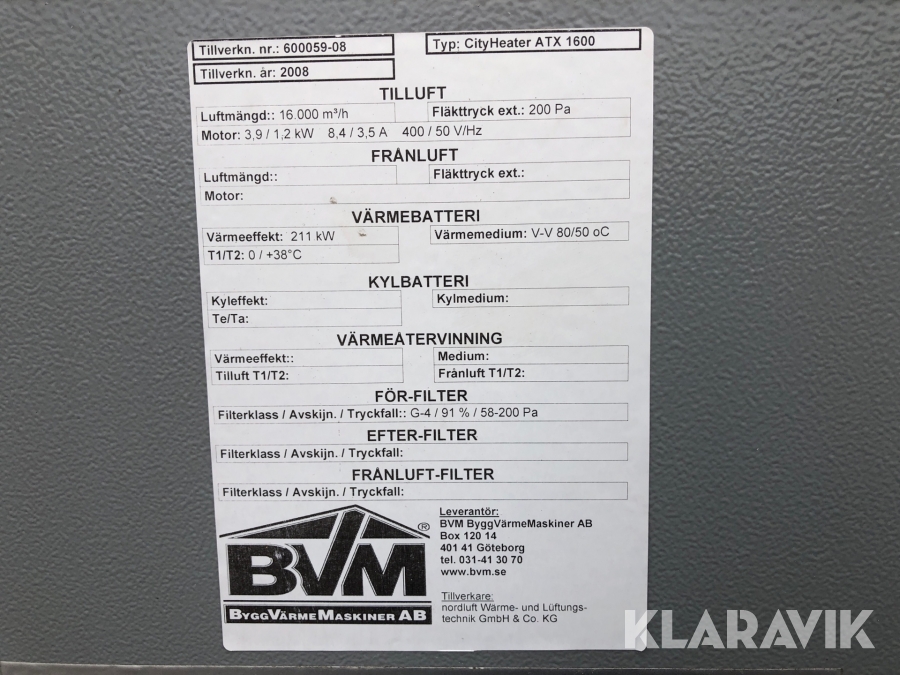 Tillverkn. nr.: 600059-08
Typ: CityHeater ATX 1600
Tillverkn. år: 2008
TILLUFT
Luftmängd:: 16.000 m³/h
Fläkttryck ext.: 200 Pa
Motor: 3,9 / 1,2 kW 8,4 / 3,5 A 400 / 50 V/Hz
FRÅNLUFT
Luftmängd::
Fläkttryck ext.:
Motor:
VÄRMEBATTERI
Värmeeffekt: 211 kW
Värmemedium: V-V 80/50 oC
T1/T2: 0 / +38°C
KYLBATTERI
Kyleffekt:
Kylmedium:
Te/Ta:
VÄRMEÅTERVINNING
Värmeeffekt::
Medium:
Tilluft T1/T2:
Frånluft T1/T2:
FÖR-FILTER
Filterklass / Avskijn. / Tryckfall:: G-4 / 91 % / 58-200 Pa
EFTER-FILTER
Filterklass / Avskijn. / Tryckfall:
FRÅNLUFT-FILTER
Filterklass / Avskijn. / Tryckfall:
BVM®
BYGGVÄRMEMASKINER AB
Leverantör:
BVM ByggVärmeMaskiner AB
Box 120 14
401 41 Göteborg
tel. 031-41 30 70
www.bvm.se
Tillverkare:
nordluft Wärme- und Lüftungs-
technik GmbH & Co. KG
KLARAVIK